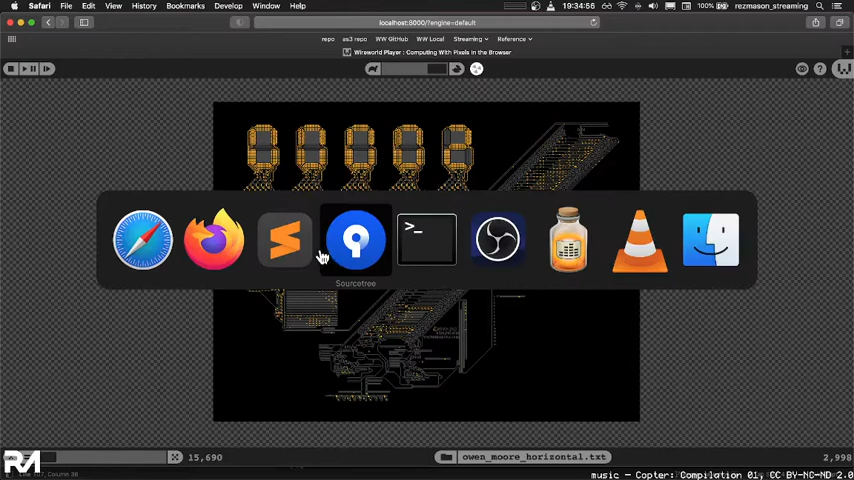 Safari File Edit View History Bookmarks Develop Window Help 19:34:56 100% rezmason_streaming
localhost:8000/?engine=default
repo as3 repo WW GitHub WW Local Streaming Reference
Wireworld Player : Computing With Pixels in the Browser
>_
Sourcetree
15,690 owen_moore_horizontal.txt 2,998
music - Copter: Compilation 01, CC BY-NC-ND 2.0